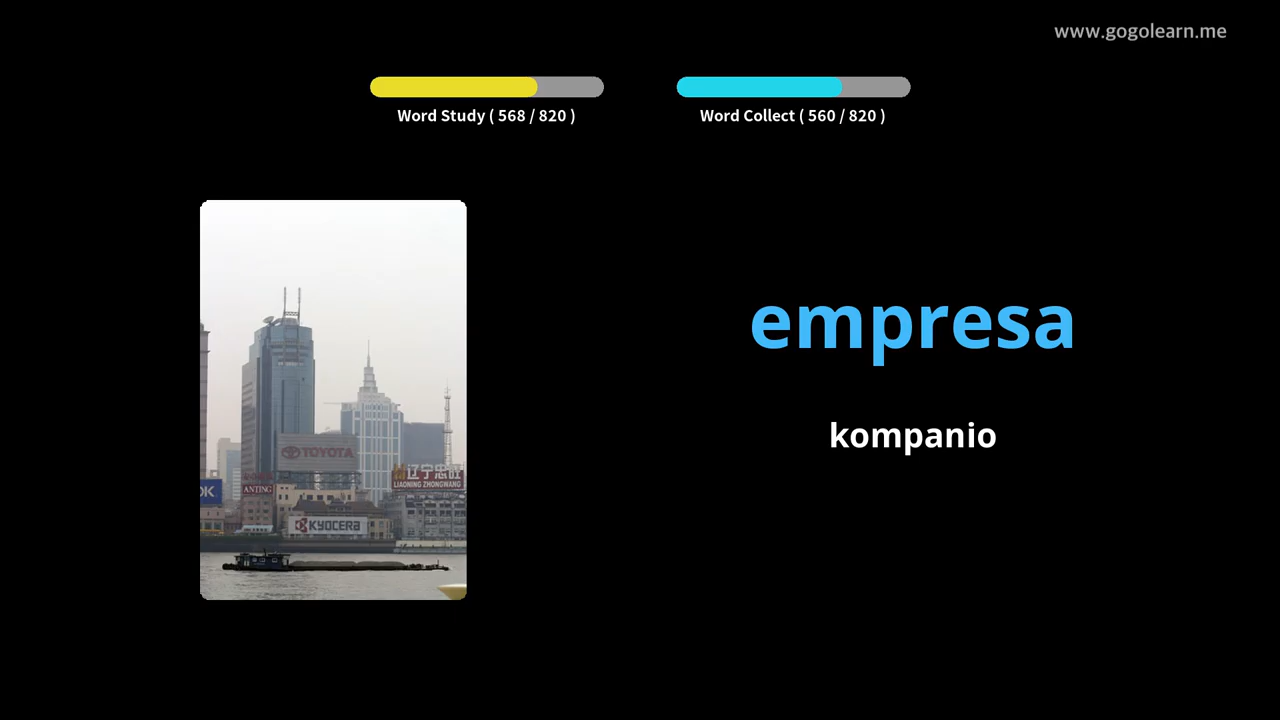 www.gogolearn.me
Word Study ( 568 / 820 )
Word Collect ( 560 / 820 )
empresa
kompanio
TOYOTA
辽宁忠旺
LIAONING ZHONGWANG
OK
ANTING
KYOCERA